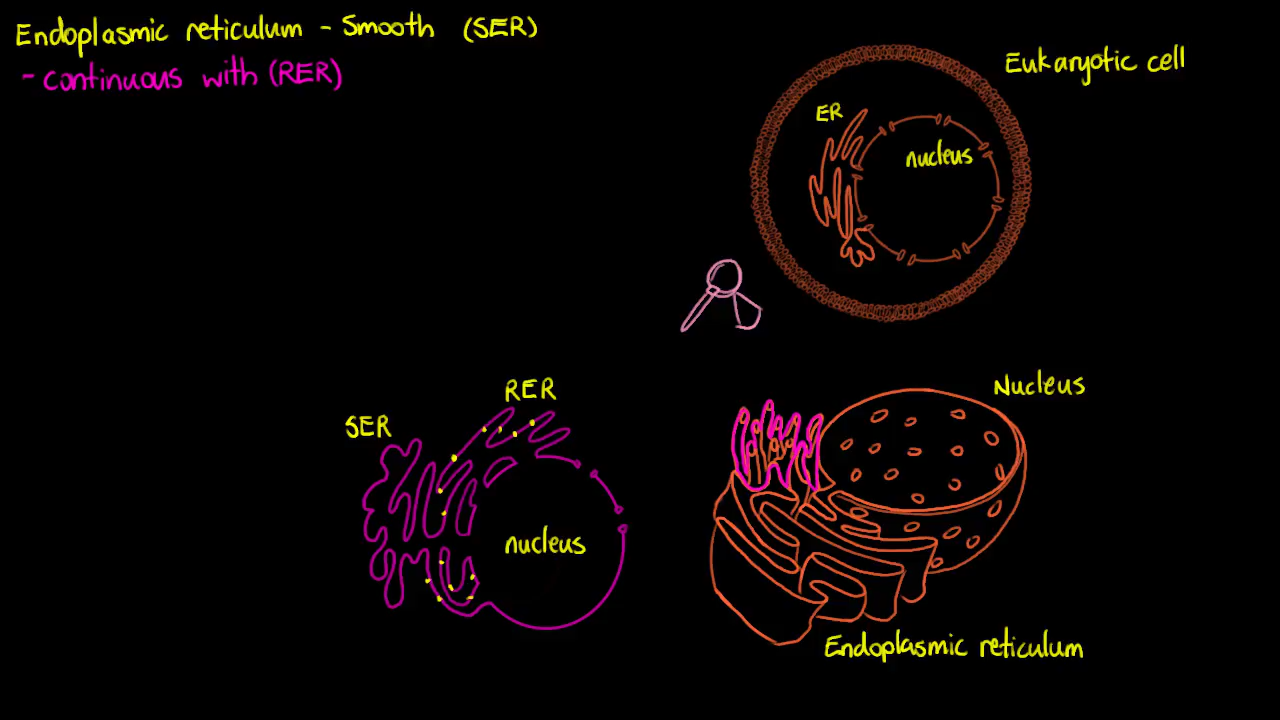 Endoplasmic reticulum - Smooth (SER)
- continuous with (RER)
Eukaryotic cell
ER
nucleus
RER
SER
nucleus
Nucleus
Endoplasmic reticulum